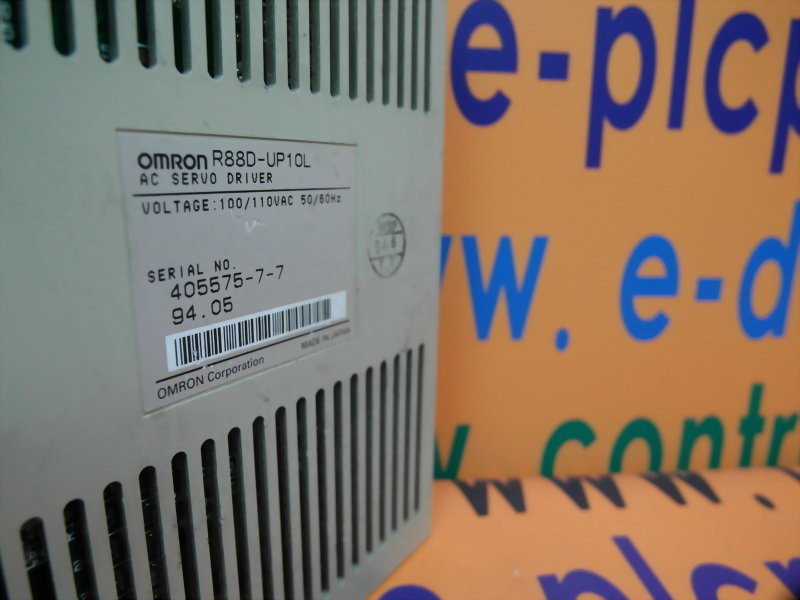 OMRON R88D-UP10L
AC SERVO DRIVER
VOLTAGE:100/110VAC 50/60Hz
SERIAL NO.
405575-7-7
94.05
OMRON Corporation MADE IN JAPAN
e-plcp
w. e-d
y. contr
e-plcp